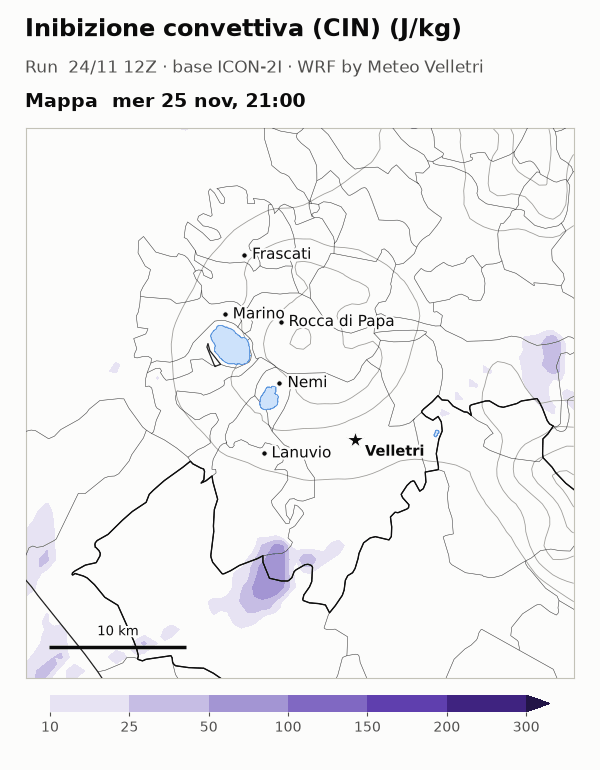 Inibizione convettiva (CIN) (J/kg)
Run  24/11 12Z · base ICON-2I · WRF by Meteo Velletri
Mappa  mer 25 nov, 21:00
Frascati
Marino
Rocca di Papa
Nemi
Velletri
Lanuvio
10 km
10 25 50 100 150 200 300